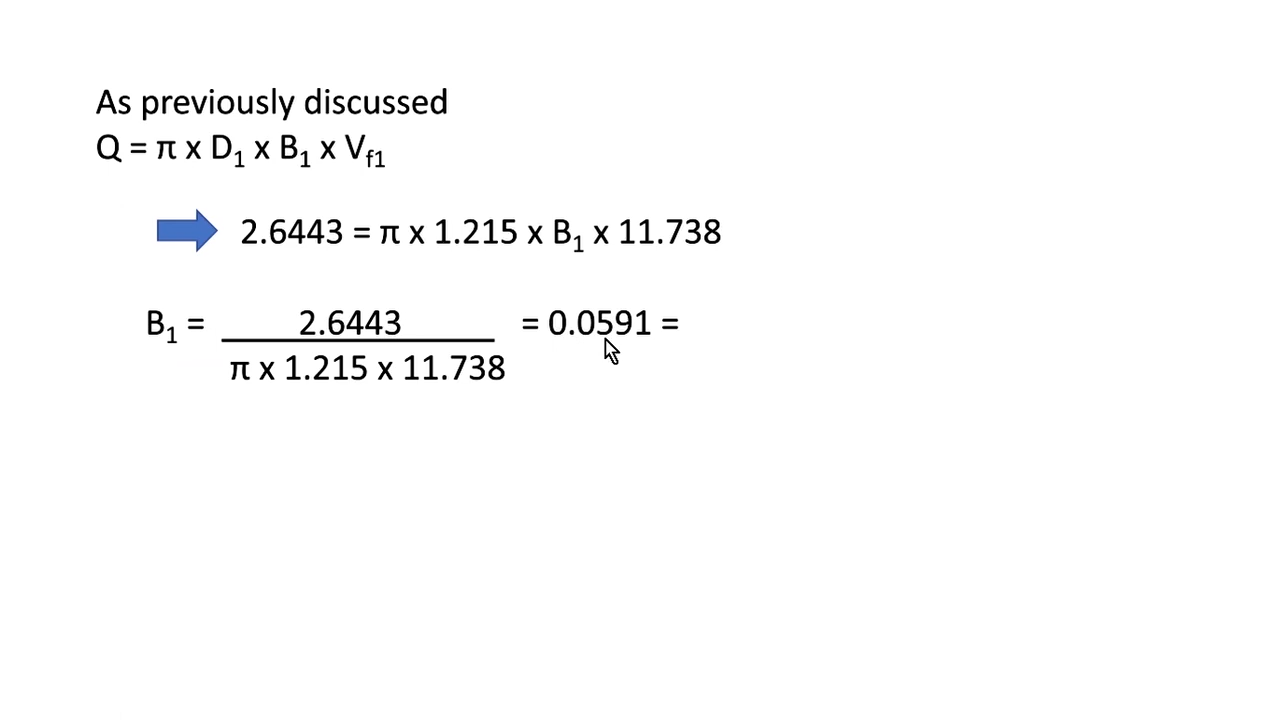 As previously discussed
Q = π x D₁ x B₁ x Vf1
2.6443 = π x 1.215 x B₁ x 11.738
B₁ = 2.6443 = 0.0591 =
π x 1.215 x 11.738